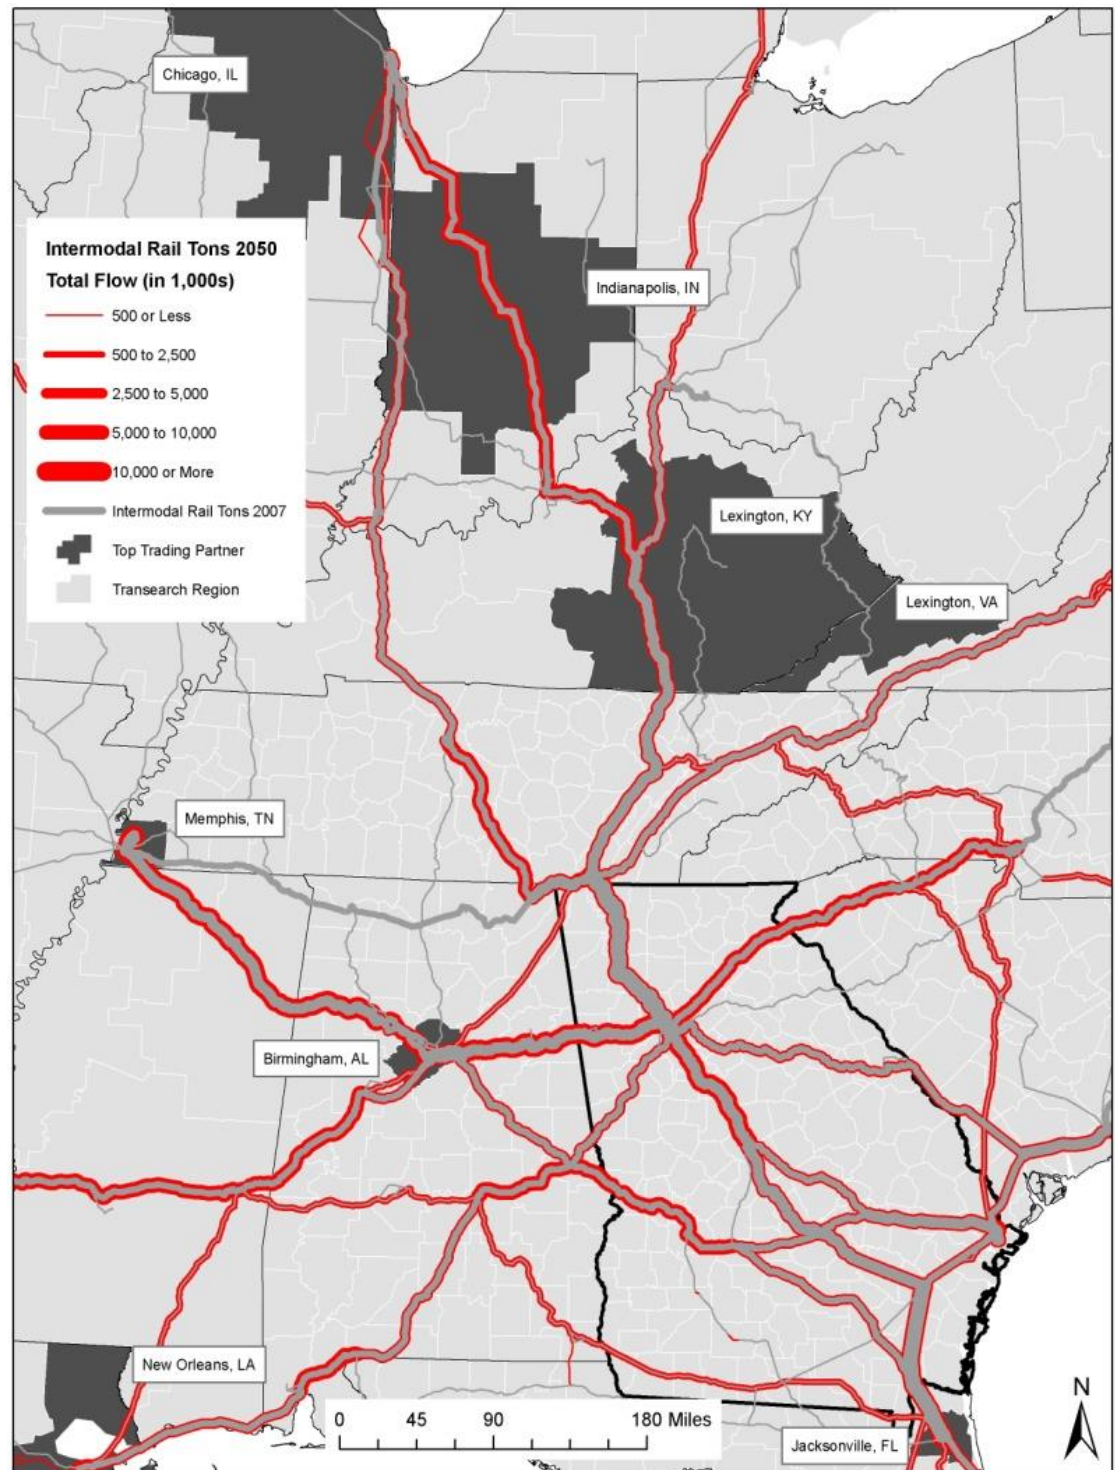 Chicago, IL
Intermodal Rail Tons 2050
Total Flow (in 1,000s)
500 or Less
500 to 2,500
2,500 to 5,000
5,000 to 10,000
10,000 or More
Intermodal Rail Tons 2007
Top Trading Partner
Transearch Region
Indianapolis, IN
Lexington, KY
Lexington, VA
Memphis, TN
Birmingham, AL
New Orleans, LA
0 45 90 180 Miles
Jacksonville, FL
N